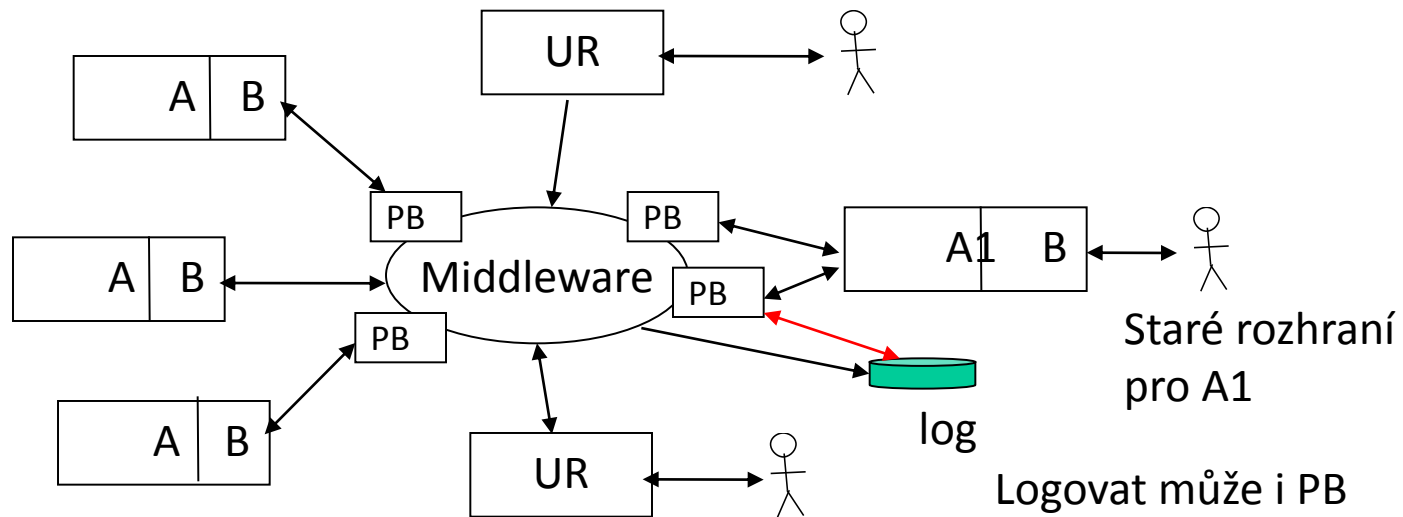 UR
A B
PB
PB
A B
Middleware
A1 B
PB
PB
Staré rozhraní
pro A1
A B
log
UR
Logovat může i PB